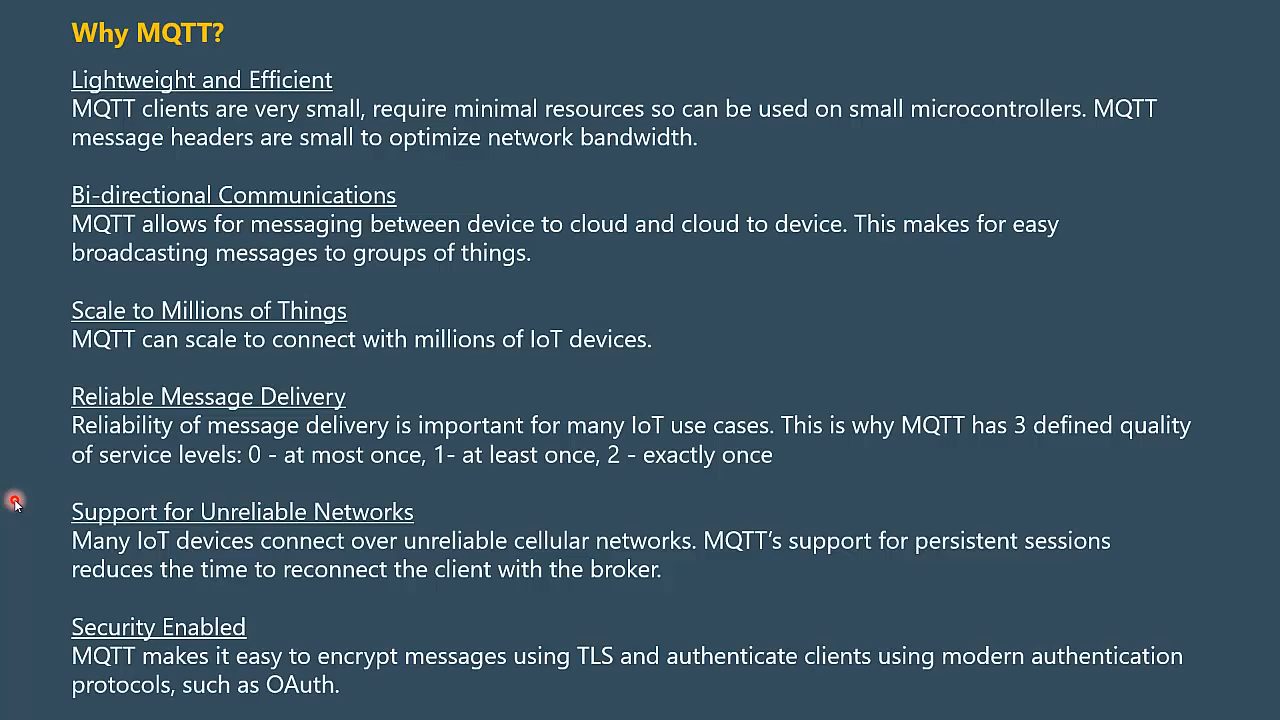 Why MQTT?
Lightweight and Efficient
MQTT clients are very small, require minimal resources so can be used on small microcontrollers. MQTT
message headers are small to optimize network bandwidth.
Bi-directional Communications
MQTT allows for messaging between device to cloud and cloud to device. This makes for easy
broadcasting messages to groups of things.
Scale to Millions of Things
MQTT can scale to connect with millions of IoT devices.
Reliable Message Delivery
Reliability of message delivery is important for many IoT use cases. This is why MQTT has 3 defined quality
of service levels: 0 - at most once, 1- at least once, 2 - exactly once
Support for Unreliable Networks
Many IoT devices connect over unreliable cellular networks. MQTT’s support for persistent sessions
reduces the time to reconnect the client with the broker.
Security Enabled
MQTT makes it easy to encrypt messages using TLS and authenticate clients using modern authentication
protocols, such as OAuth.